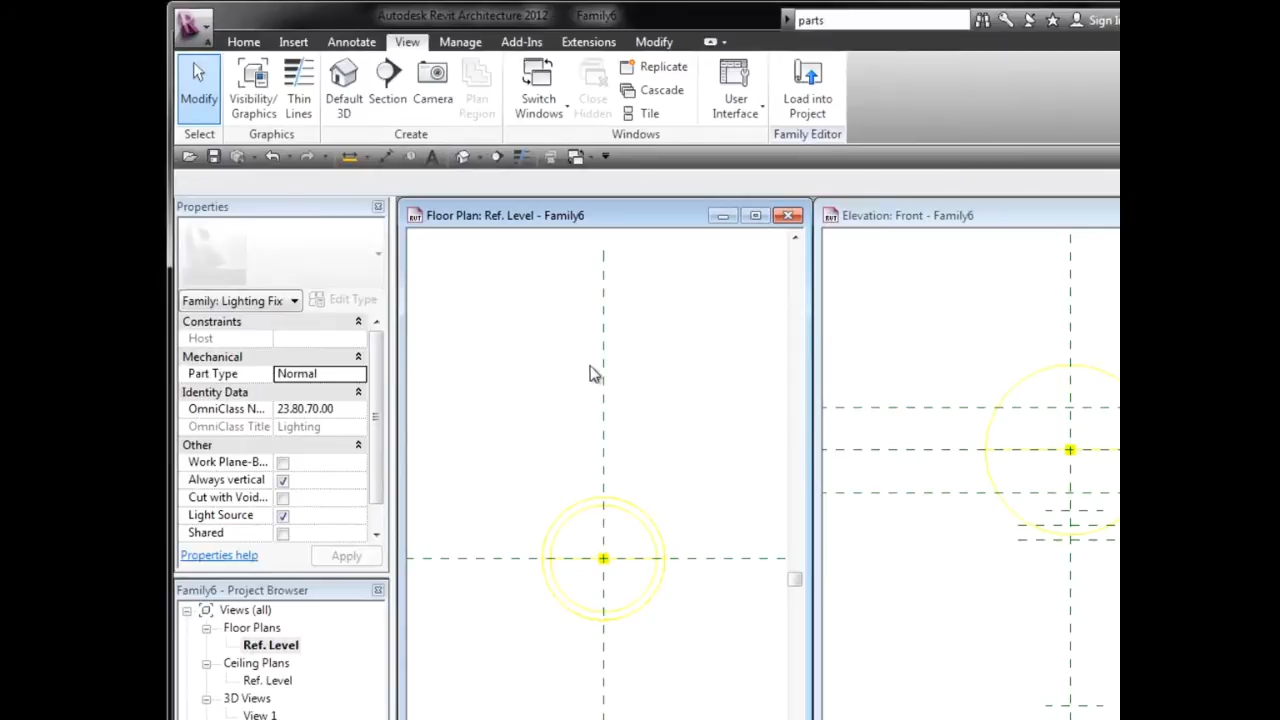 Autodesk Revit Architecture 2012 - Family6
parts
Sign In
Home Insert Annotate View Manage Add-Ins Extensions Modify
Modify
Visibility/ Graphics
Thin Lines
Default 3D
Section
Camera
Plan Region
Switch Windows
Close Hidden
Replicate
Cascade
Tile
User Interface
Load into Project
Select
Graphics
Create
Windows
Family Editor
Properties
Family: Lighting Fix
Edit Type
Constraints
Host
Mechanical
Part Type Normal
Identity Data
OmniClass N... 23.80.70.00
OmniClass Title Lighting
Other
Work Plane-B...
Always vertical
Cut with Void...
Light Source
Shared
Properties help
Apply
Family6 - Project Browser
Views (all)
Floor Plans
Ref. Level
Ceiling Plans
Ref. Level
3D Views
View 1
Floor Plan: Ref. Level - Family6
Elevation: Front - Family6